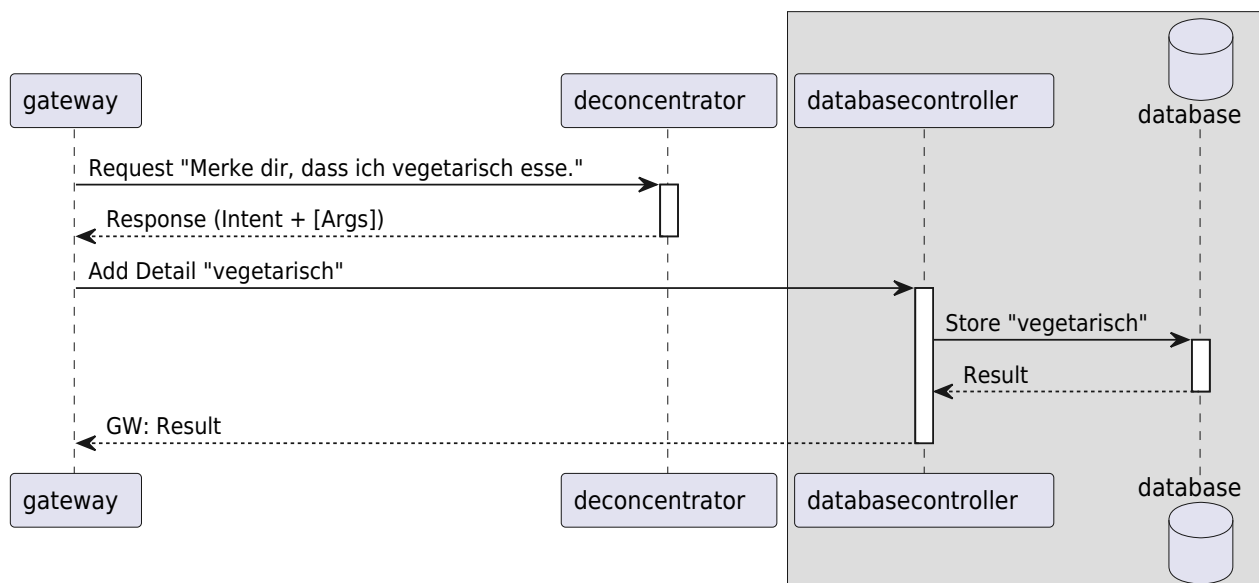 gateway
deconcentrator
databasecontroller
database
Request "Merke dir, dass ich vegetarisch esse."
Response (Intent + [Args])
Add Detail "vegetarisch"
Store "vegetarisch"
Result
GW: Result
gateway
deconcentrator
databasecontroller
database